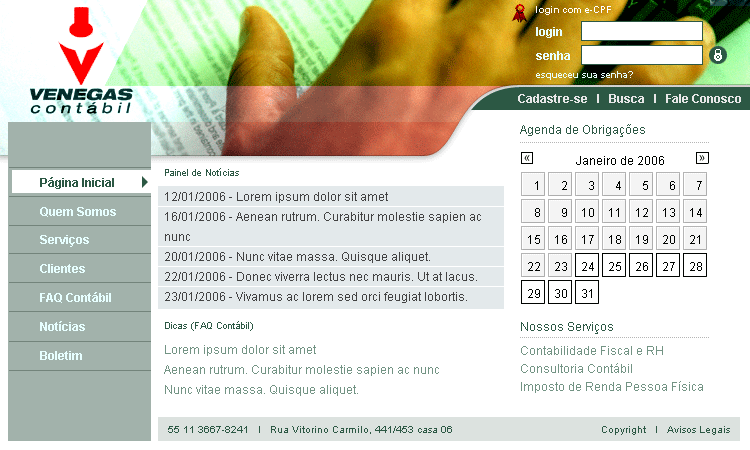 login com e-CPF
login
senha
esqueceu sua senha?
VENEGAS
contábil
Cadastre-se I Busca I Fale Conosco
Página Inicial
Quem Somos
Serviços
Clientes
FAQ Contábil
Notícias
Boletim
Painel de Notícias
12/01/2006 - Lorem ipsum dolor sit amet
16/01/2006 - Aenean rutrum. Curabitur molestie sapien ac
nunc
20/01/2006 - Nunc vitae massa. Quisque aliquet.
22/01/2006 - Donec viverra lectus nec mauris. Ut at lacus.
23/01/2006 - Vivamus ac lorem sed orci feugiat lobortis.
Dicas (FAQ Contábil)
Lorem ipsum dolor sit amet
Aenean rutrum. Curabitur molestie sapien ac nunc
Nunc vitae massa. Quisque aliquet.
Agenda de Obrigações
« Janeiro de 2006 »
1 2 3 4 5 6 7
8 9 10 11 12 13 14
15 16 17 18 19 20 21
22 23 24 25 26 27 28
29 30 31
Nossos Serviços
Contabilidade Fiscal e RH
Consultoria Contábil
Imposto de Renda Pessoa Física
55 11 3667-8241 I Rua Vitorino Carmilo, 441/453 casa 06
Copyright I Avisos Legais